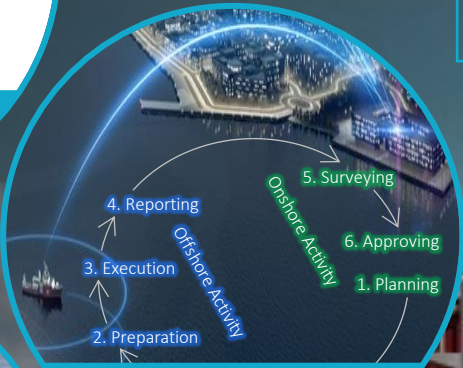 5. Surveying
4. Reporting
Onshore Activity
Offshore Activity
6. Approving
3. Execution
1. Planning
2. Preparation